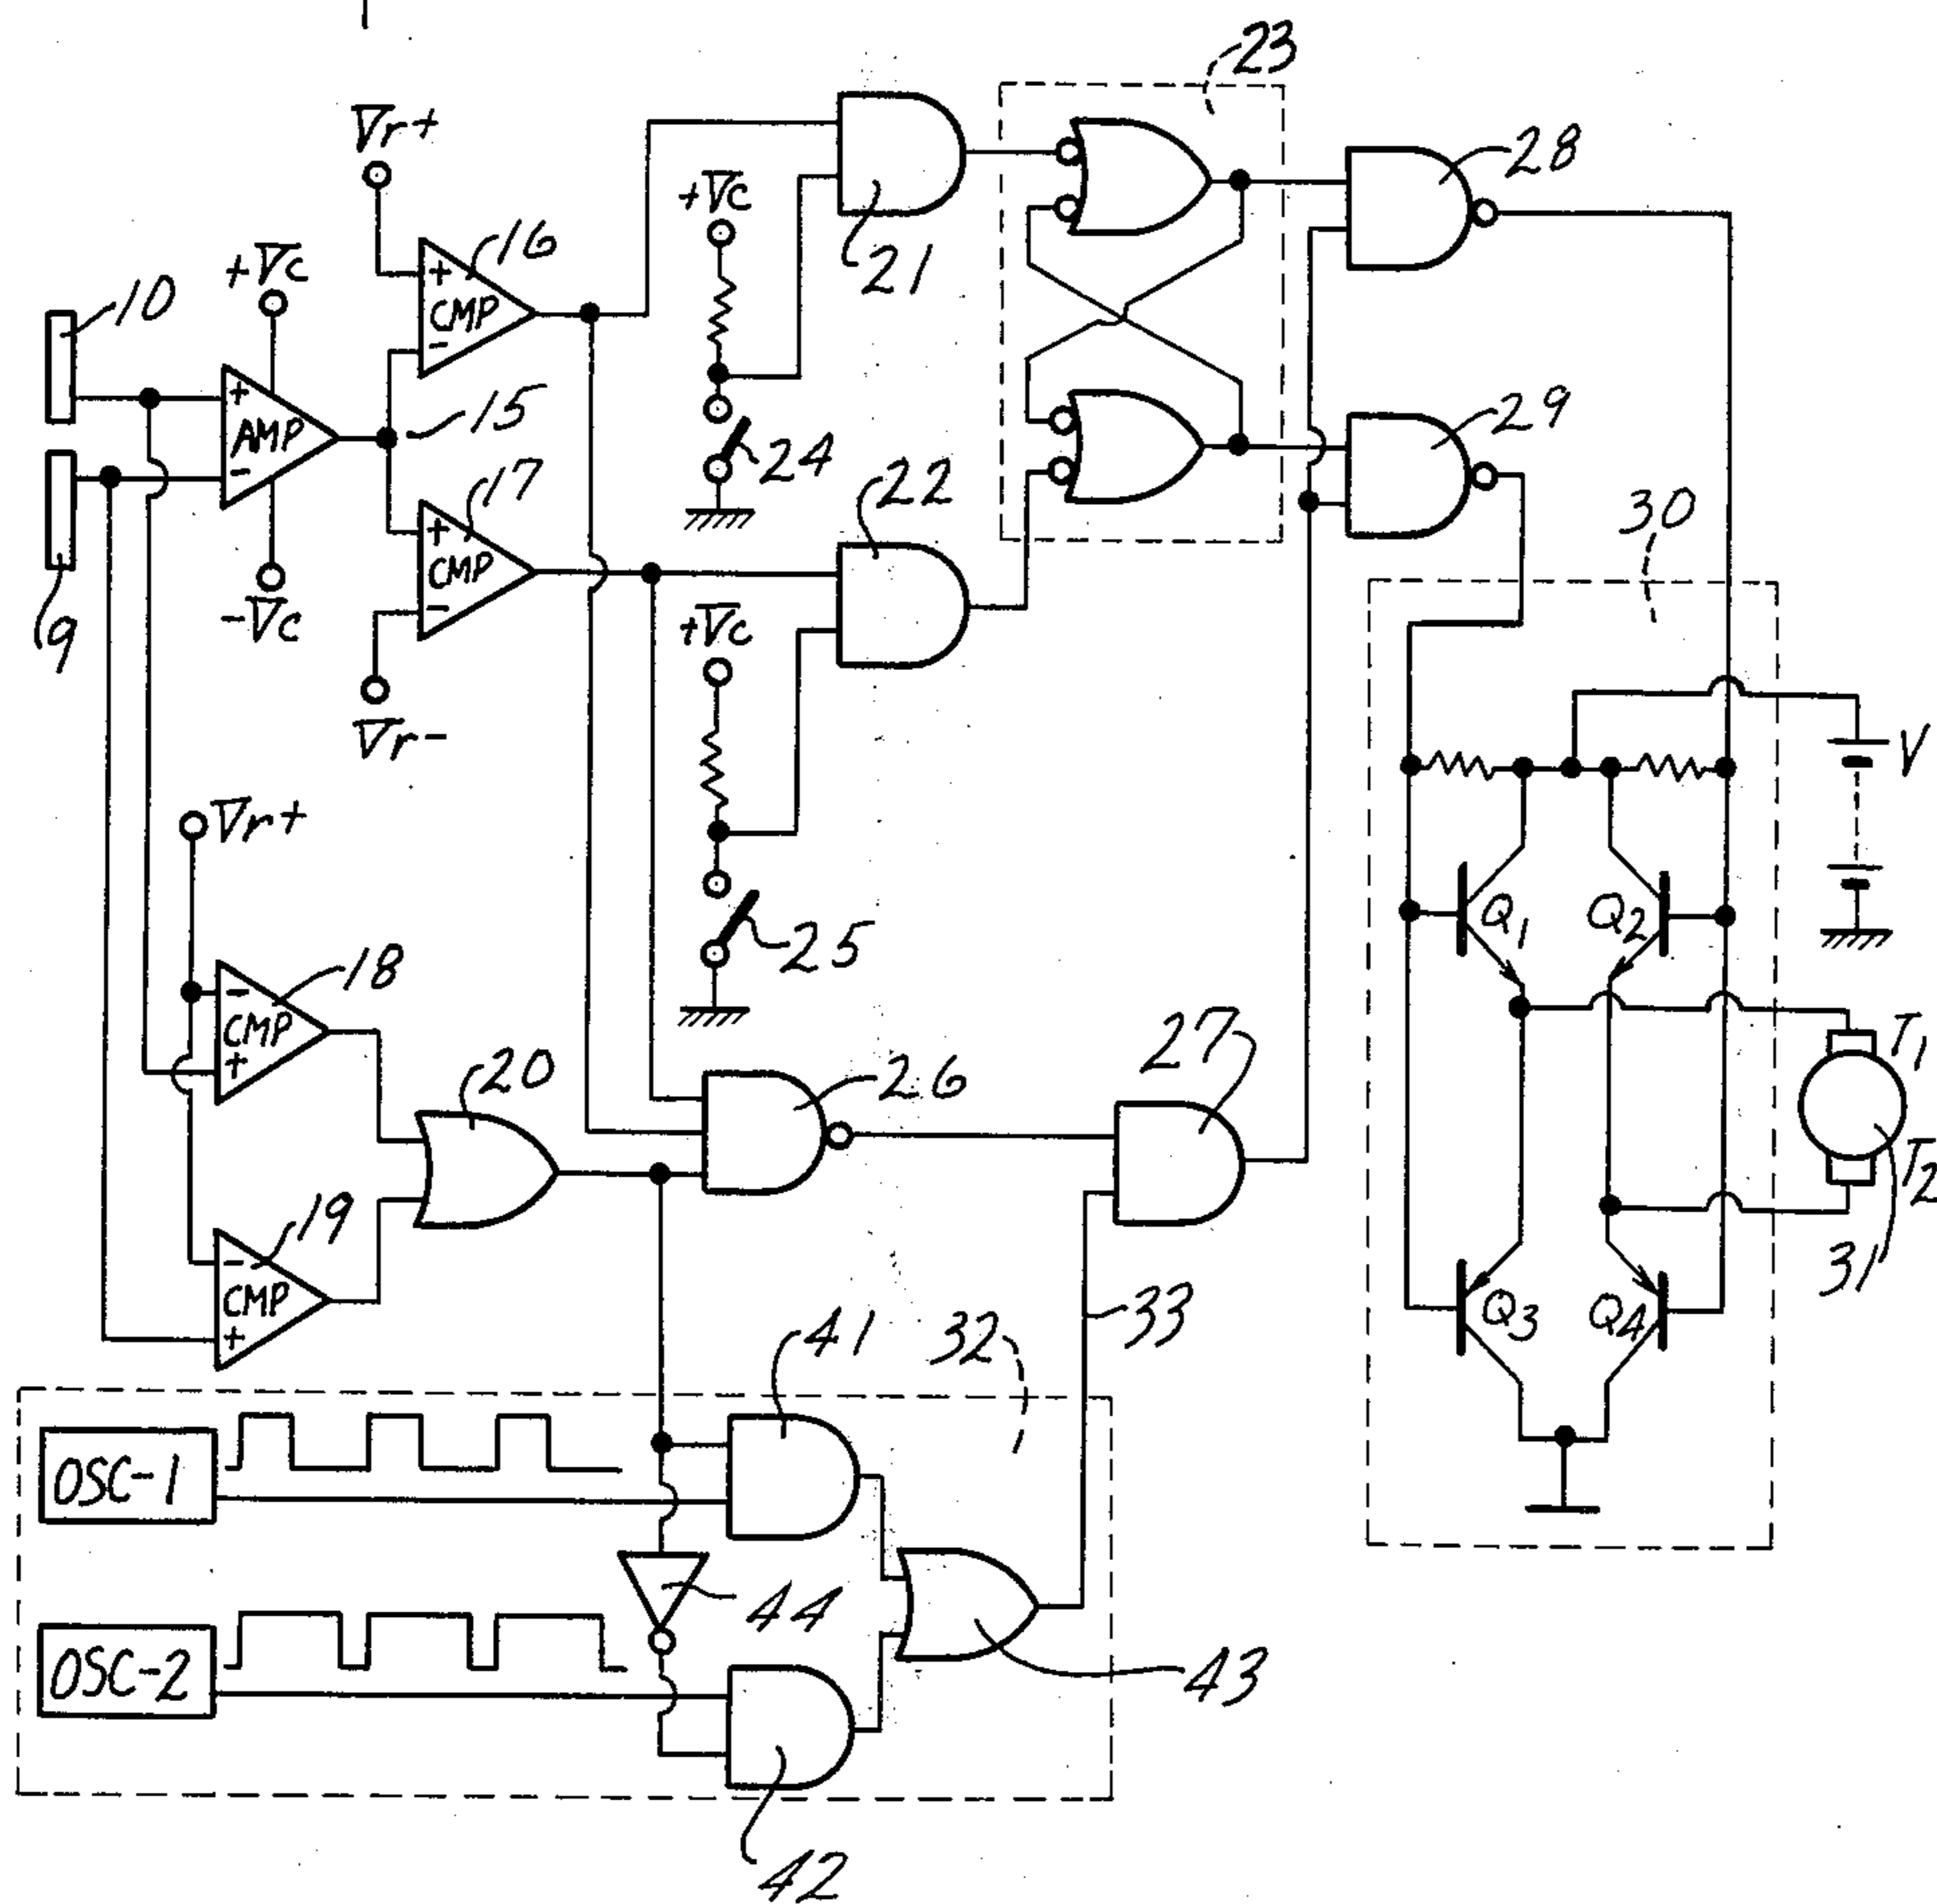 23
Vr+
28
+Vc
16
+
CMP
-
21
10
+Vc
+
AMP
-
15
24
29
17
+
CMP
-
22
30
9
-Vc
+Vc
Vr-
V
Vr+
Q1
Q2
25
18
-
CMP
+
27
T1
20
26
T2
19
-
CMP
+
31
33
Q3
Q4
41
32
OSC-1
44
OSC-2
43
42